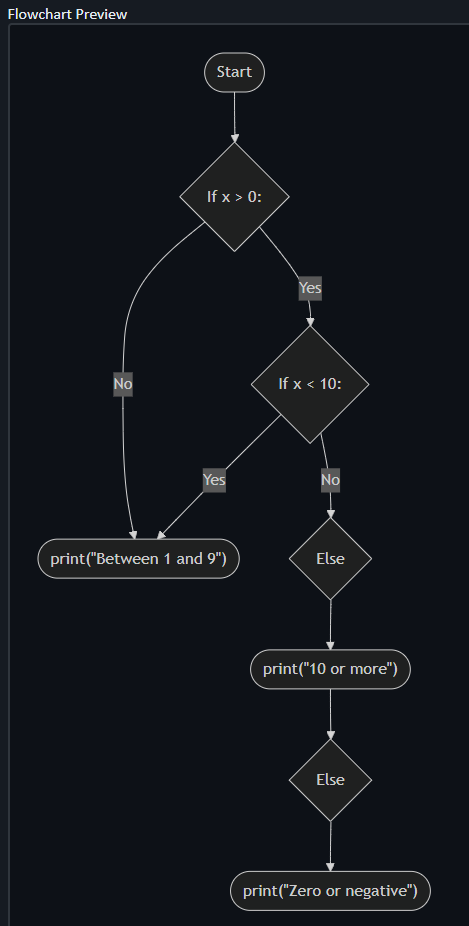 Flowchart Preview
Start
If x > 0:
Yes
No
If x < 10:
Yes
No
print("Between 1 and 9")
Else
print("10 or more")
Else
print("Zero or negative")